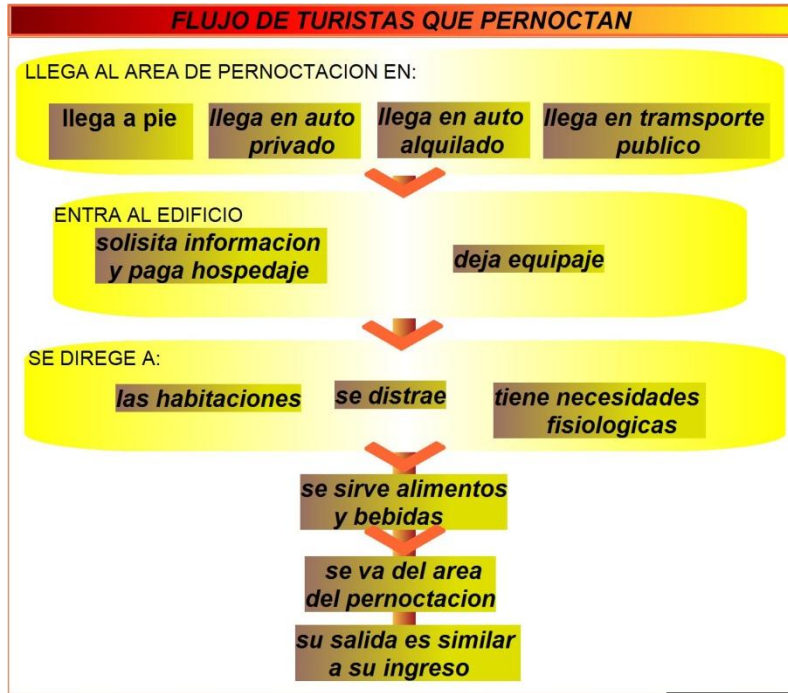 FLUJO DE TURISTAS QUE PERNOCTAN
LLEGA AL AREA DE PERNOCTACION EN:
llega a pie
llega en auto
privado
llega en auto
alquilado
llega en tramsporte
publico
ENTRA AL EDIFICIO
solisita informacion
y paga hospedaje
deja equipaje
SE DIREGE A:
las habitaciones
se distrae
tiene necesidades
fisiologicas
se sirve alimentos
y bebidas
se va del area
del pernoctacion
su salida es similar
a su ingreso